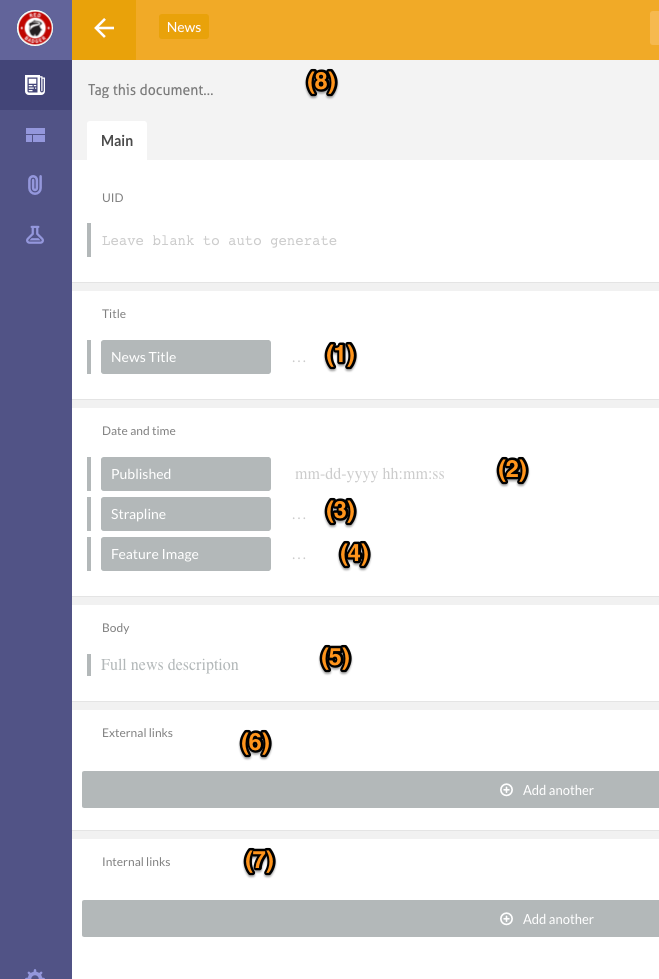 RED BADGER
News
Tag this document... (8)
Main
UID
Leave blank to auto generate
Title
News Title ... (1)
Date and time
Published mm-dd-yyyy hh:mm:ss (2)
Strapline ... (3)
Feature Image ... (4)
Body
Full news description (5)
External links (6)
Add another
Internal links (7)
Add another